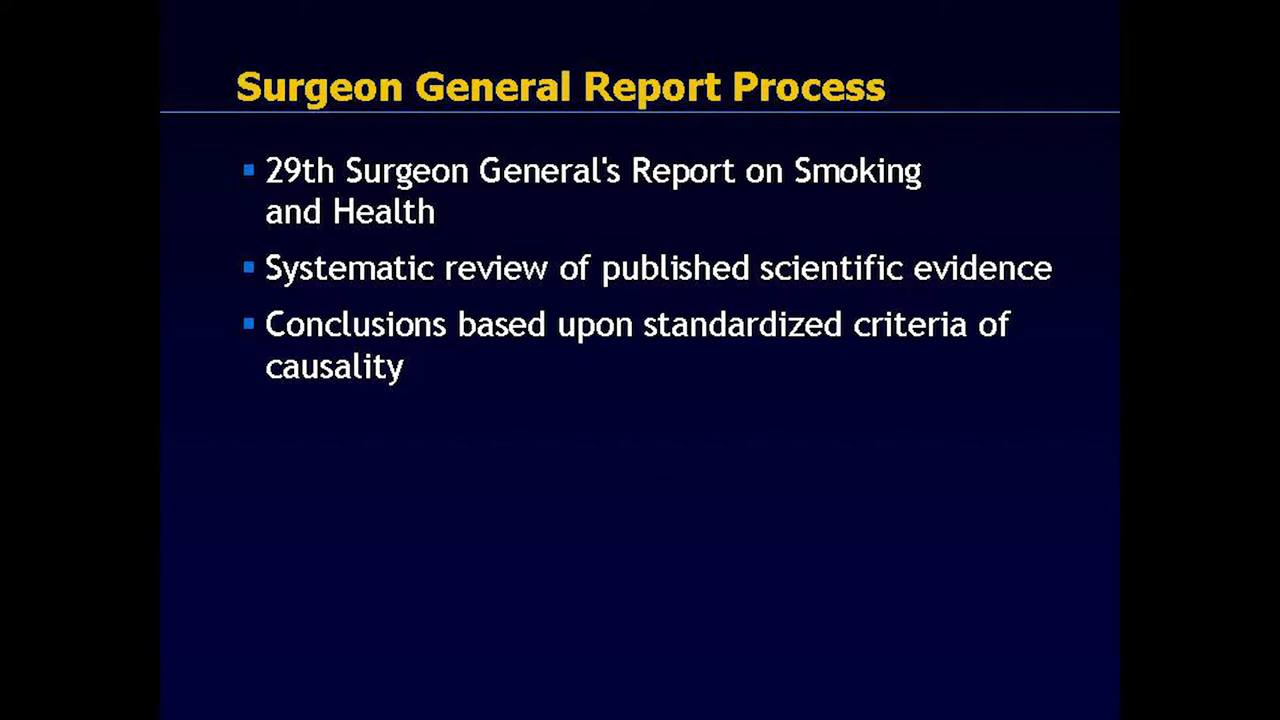 Surgeon General Report Process
29th Surgeon General's Report on Smoking
and Health
Systematic review of published scientific evidence
Conclusions based upon standardized criteria of
causality